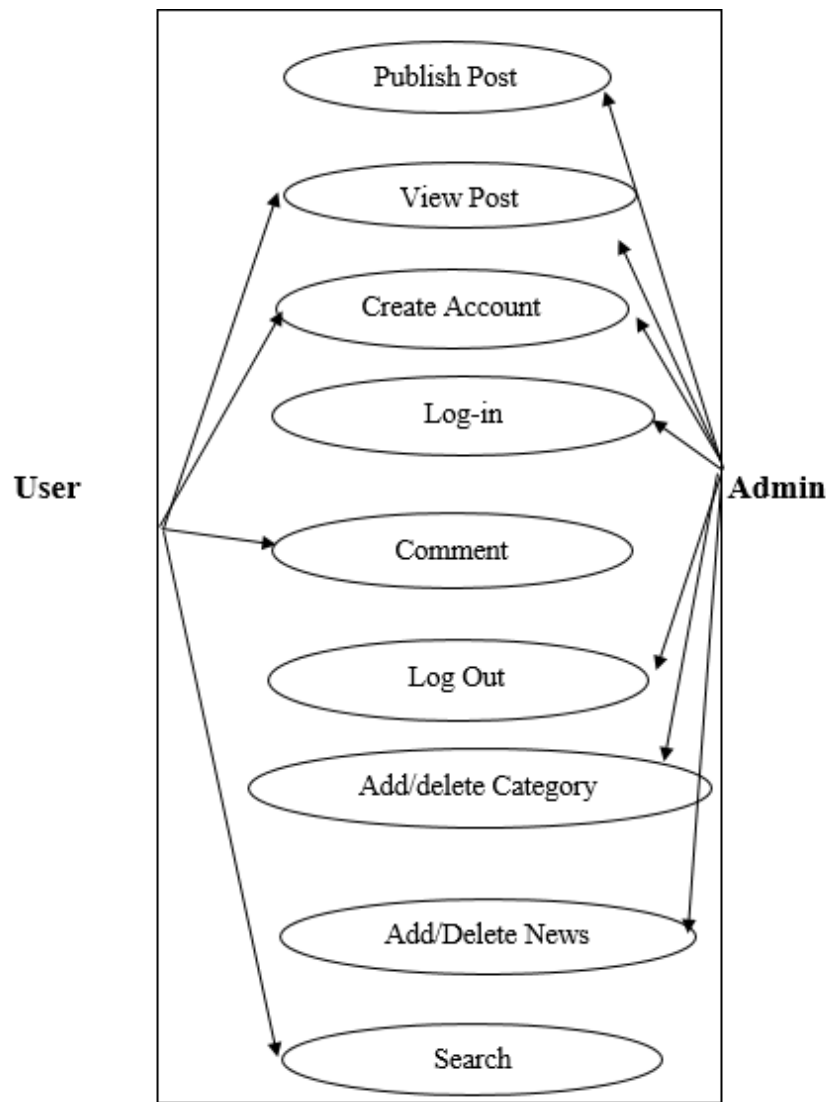 Publish Post
View Post
Create Account
Log-in
User
Admin
Comment
Log Out
Add/delete Category
Add/Delete News
Search